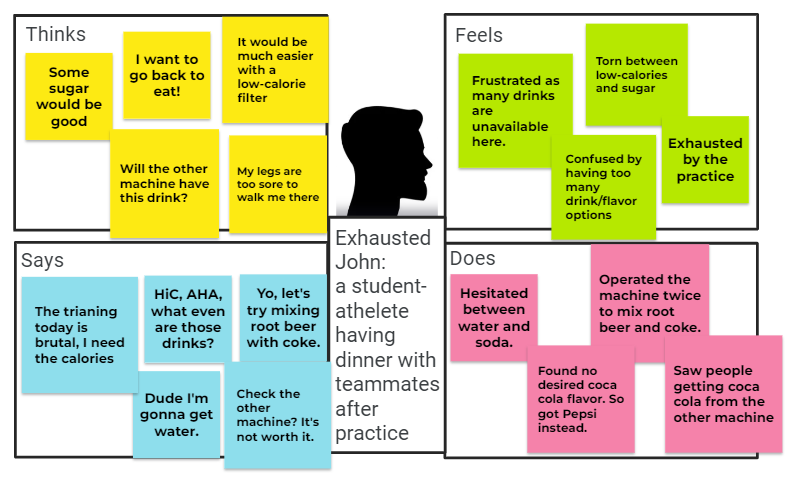 Thinks
Some
sugar
would be
good
I want to
go back to
eat!
It would be
much easier
with a
low-calorie
filter
Will the other
machine have
this drink?
My legs are
too sore to
walk me there
Feels
Frustrated as
many drinks
are
unavailable
here.
Torn between
low-calories
and sugar
Confused by
having too
many
drink/flavor
options
Exhausted
by the
practice
Says
The trianing
today is
brutal, I need
the calories
HiC, AHA,
what even
are those
drinks?
Yo, let's
try mixing
root beer
with coke.
Dude I'm
gonna get
water.
Check the
other
machine? It's
not worth it.
Exhausted
John:
a student-
athelete
having
dinner with
teammates
after
practice
Does
Hesitated
between
water and
soda.
Operated the
machine twice
to mix root
beer and coke.
Found no
desired coca
cola flavor. So
got Pepsi
instead.
Saw people
getting coca
cola from the
other machine